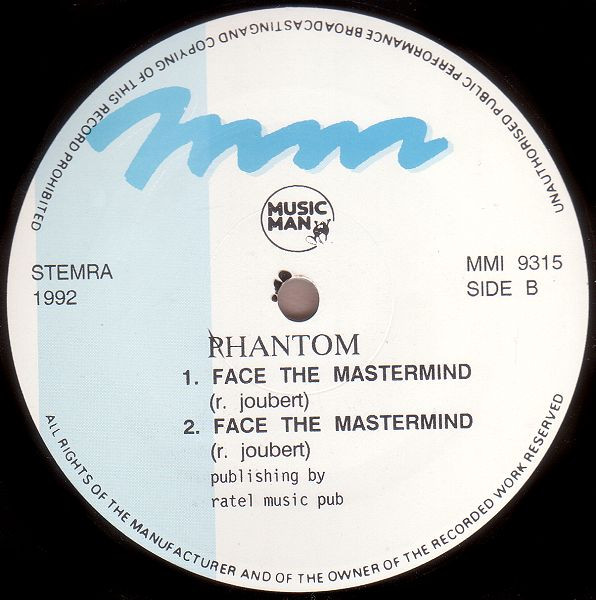 UNAUTHORISED PUBLIC PERFORMANCE BROADCASTING AND COPYING OF THIS RECORD PROHIBITED
mm
MUSIC
MAN
STEMRA
1992
MMI 9315
SIDE B
PHANTOM
1. FACE THE MASTERMIND
(r. joubert)
2. FACE THE MASTERMIND
(r. joubert)
publishing by
ratel music pub
ALL RIGHTS OF THE MANUFACTURER AND OF THE OWNER OF THE RECORDED WORK RESERVED